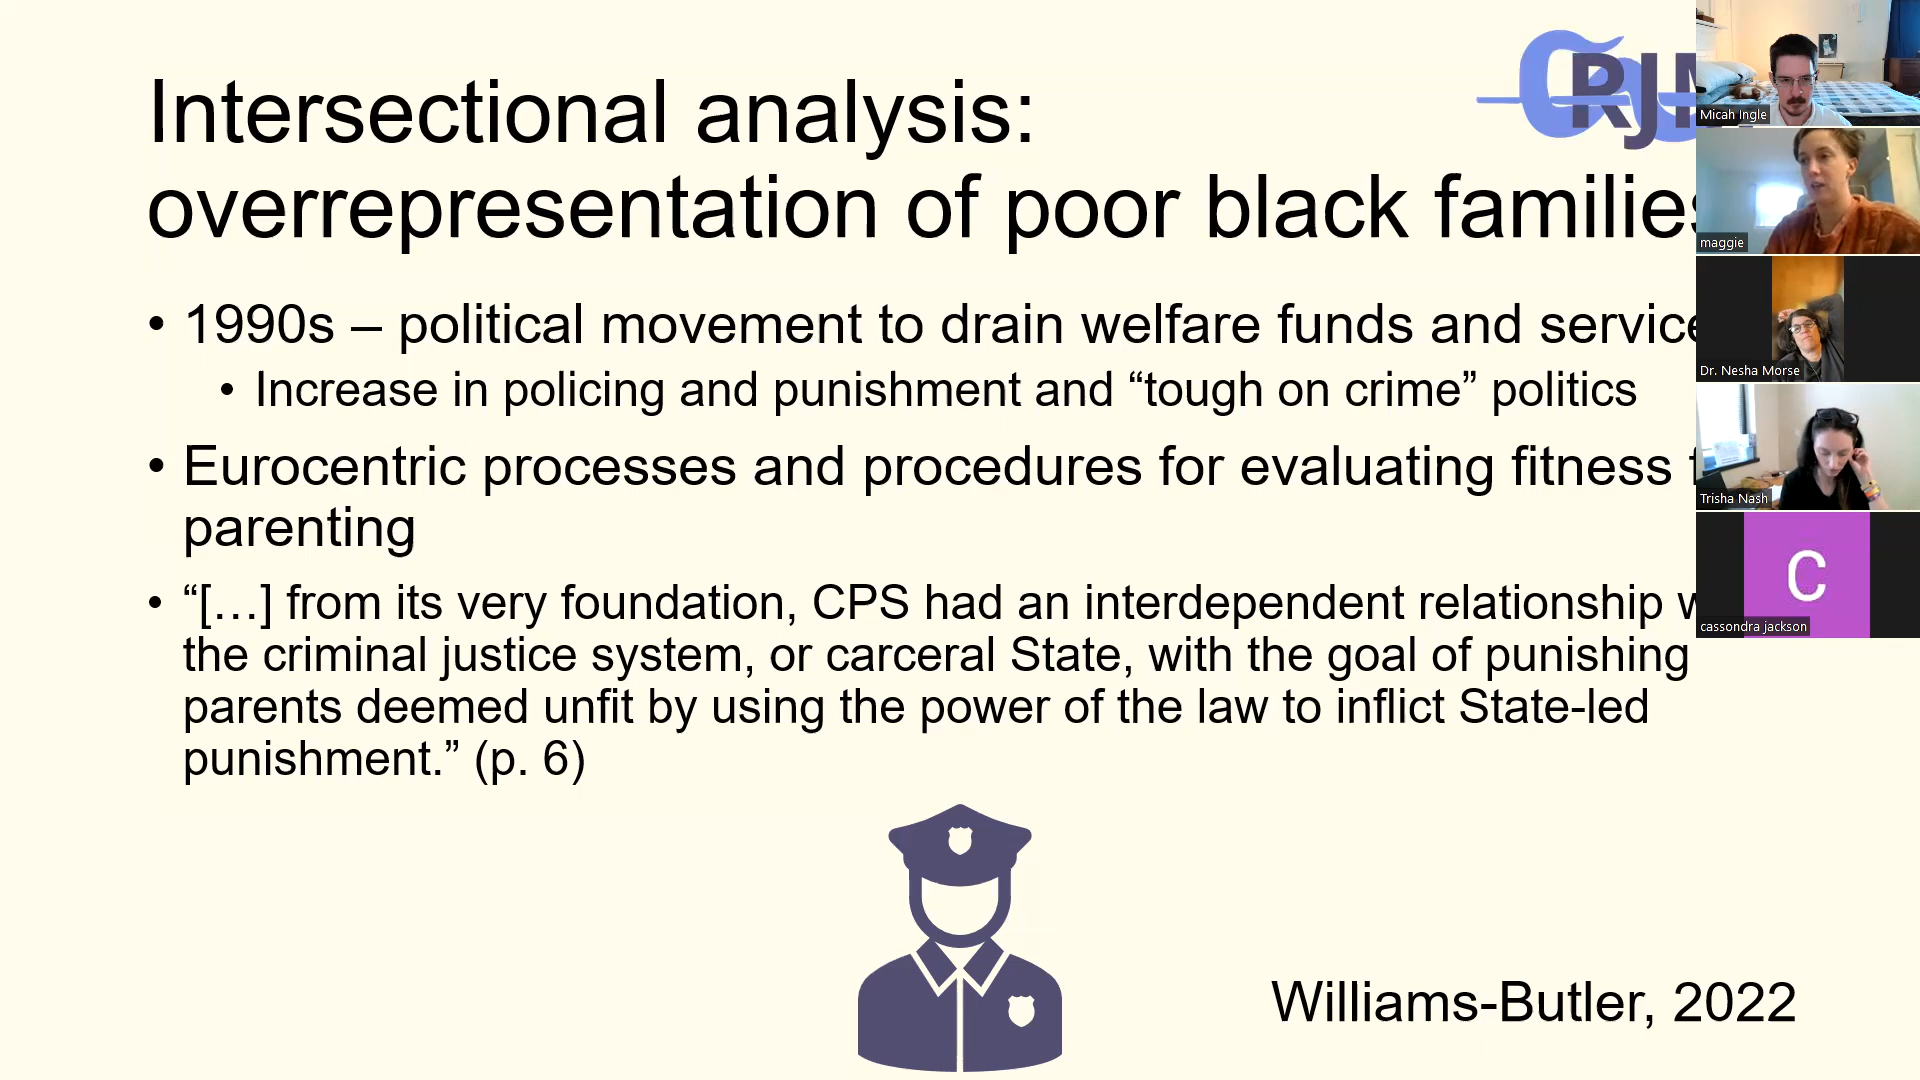 Intersectional analysis:
overrepresentation of poor black families
• 1990s – political movement to drain welfare funds and service
• Increase in policing and punishment and “tough on crime” politics
• Eurocentric processes and procedures for evaluating fitness
parenting
• “[…] from its very foundation, CPS had an interdependent relationship
the criminal justice system, or carceral State, with the goal of punishing
parents deemed unfit by using the power of the law to inflict State-led
punishment.” (p. 6)
Williams-Butler, 2022
RJ
Micah Ingle
maggie
Dr. Nesha Morse
Trisha Nash
C
cassondra jackson